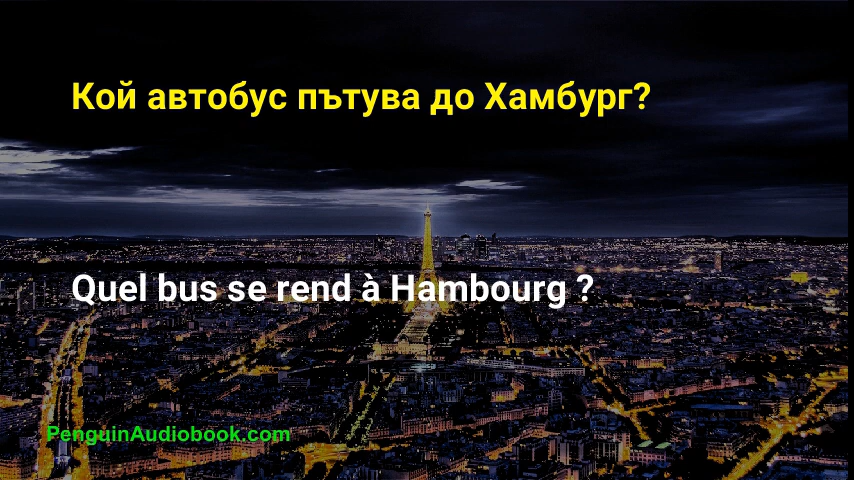 Кой автобус пътува до Хамбург?
Quel bus se rend à Hambourg ?
PenguinAudiobook.com